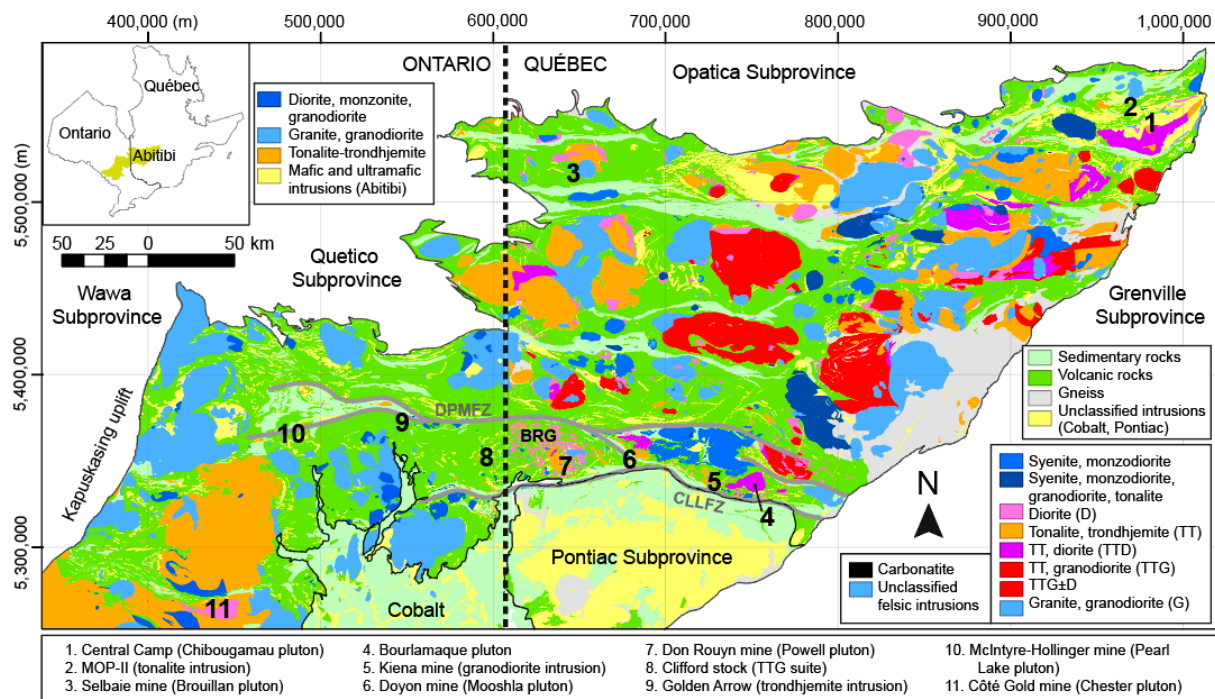 400,000 (m)
500,000
600,000
700,000
800,000
900,000
1,000,000
5,500,000 (m)
5,400,000
5,300,000
Québec
Ontario
Abitibi
50 25 0 50 km
ONTARIO
QUÉBEC
Diorite, monzonite,
granodiorite
Granite, granodiorite
Tonalite-trondhjemite
Mafic and ultramafic
intrusions (Abitibi)
Opatica Subprovince
Quetico
Subprovince
Wawa
Subprovince
Kapuskasing uplift
Grenville
Subprovince
Pontiac Subprovince
Cobalt
DPMFZ
BRG
CLLFZ
1
2
3
4
5
6
7
8
9
10
11
N
Sedimentary rocks
Volcanic rocks
Gneiss
Unclassified intrusions
(Cobalt, Pontiac)
Syenite, monzodiorite
Syenite, monzodiorite,
granodiorite, tonalite
Diorite (D)
Tonalite, trondhjemite (TT)
TT, diorite (TTD)
TT, granodiorite (TTG)
TTG±D
Granite, granodiorite (G)
Carbonatite
Unclassified
felsic intrusions
1. Central Camp (Chibougamau pluton)
2. MOP-II (tonalite intrusion)
3. Selbaie mine (Brouillan pluton)
4. Bourlamaque pluton
5. Kiena mine (granodiorite intrusion)
6. Doyon mine (Mooshla pluton)
7. Don Rouyn mine (Powell pluton)
8. Clifford stock (TTG suite)
9. Golden Arrow (trondhjemite intrusion)
10. McIntyre-Hollinger mine (Pearl
Lake pluton)
11. Côté Gold mine (Chester pluton)